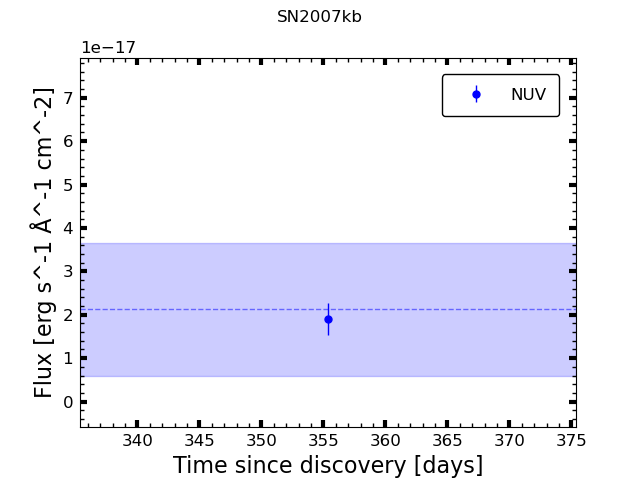 SN2007kb
1e−17
NUV
7
6
5
4
3
2
1
0
Flux [erg s^-1 Å^-1 cm^-2]
340 345 350 355 360 365 370 375
Time since discovery [days]